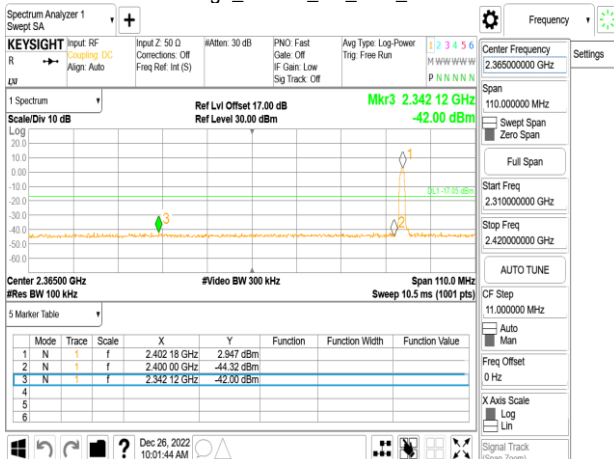 Spectrum Analyzer 1
Swept SA
Frequency
KEYSIGHT
Input: RF
Coupling: DC
Align: Auto
Input Z: 50 Ω
Corrections: Off
Freq Ref: Int (S)
#Atten: 30 dB
PNO: Fast
Gate: Off
IF Gain: Low
Sig Track: Off
Avg Type: Log-Power
Trig: Free Run
1 2 3 4 5 6
M W W W W W
P N N N N N
R
LXI
Center Frequency
2.365000000 GHz
Settings
Span
110.000000 MHz
Swept Span
Zero Span
Full Span
Start Freq
2.310000000 GHz
Stop Freq
2.420000000 GHz
AUTO TUNE
CF Step
11.000000 MHz
Auto
Man
Freq Offset
0 Hz
X Axis Scale
Log
Lin
Signal Track
(Span Zoom)
1 Spectrum
Scale/Div 10 dB
Log
Ref Lvl Offset 17.00 dB
Ref Level 30.00 dBm
Mkr3 2.342 12 GHz
-42.00 dBm
20.0
10.0
0.00
-10.0
-20.0
-30.0
-40.0
-50.0
-60.0
1
DL1 -17.05 dBm
3
2
Center 2.36500 GHz
#Res BW 100 kHz
#Video BW 300 kHz
Span 110.0 MHz
Sweep 10.5 ms (1001 pts)
5 Marker Table
Mode Trace Scale X Y Function Function Width Function Value
1 N 1 f 2.402 18 GHz 2.947 dBm
2 N 1 f 2.400 00 GHz -44.32 dBm
3 N 1 f 2.342 12 GHz -42.00 dBm
4
5
6
?
Dec 26, 2022
10:01:44 AM